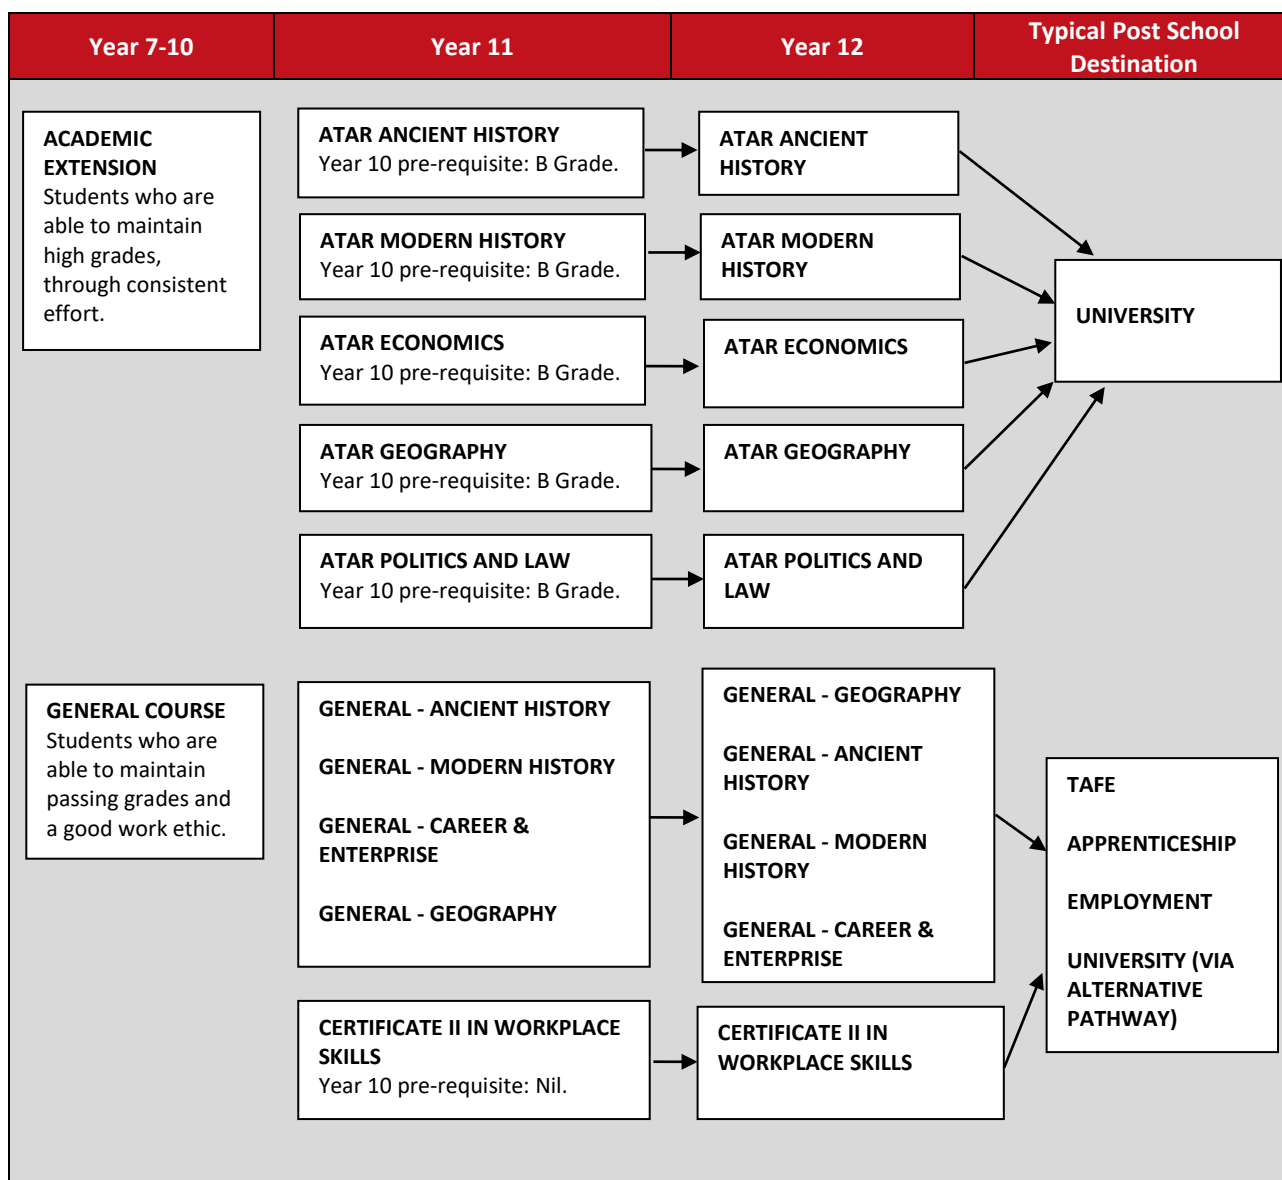 Year 7-10
Year 11
Year 12
Typical Post School
Destination
ACADEMIC
EXTENSION
Students who are
able to maintain
high grades,
through consistent
effort.
ATAR ANCIENT HISTORY
Year 10 pre-requisite: B Grade.
ATAR ANCIENT
HISTORY
ATAR MODERN HISTORY
Year 10 pre-requisite: B Grade.
ATAR MODERN
HISTORY
ATAR ECONOMICS
Year 10 pre-requisite: B Grade.
ATAR ECONOMICS
ATAR GEOGRAPHY
Year 10 pre-requisite: B Grade.
ATAR GEOGRAPHY
ATAR POLITICS AND LAW
Year 10 pre-requisite: B Grade.
ATAR POLITICS AND
LAW
UNIVERSITY
GENERAL COURSE
Students who are
able to maintain
passing grades and
a good work ethic.
GENERAL - ANCIENT HISTORY
GENERAL - MODERN HISTORY
GENERAL - CAREER &
ENTERPRISE
GENERAL - GEOGRAPHY
GENERAL - GEOGRAPHY
GENERAL - ANCIENT
HISTORY
GENERAL - MODERN
HISTORY
GENERAL - CAREER &
ENTERPRISE
CERTIFICATE II IN WORKPLACE
SKILLS
Year 10 pre-requisite: Nil.
CERTIFICATE II IN
WORKPLACE SKILLS
TAFE
APPRENTICESHIP
EMPLOYMENT
UNIVERSITY (VIA
ALTERNATIVE
PATHWAY)